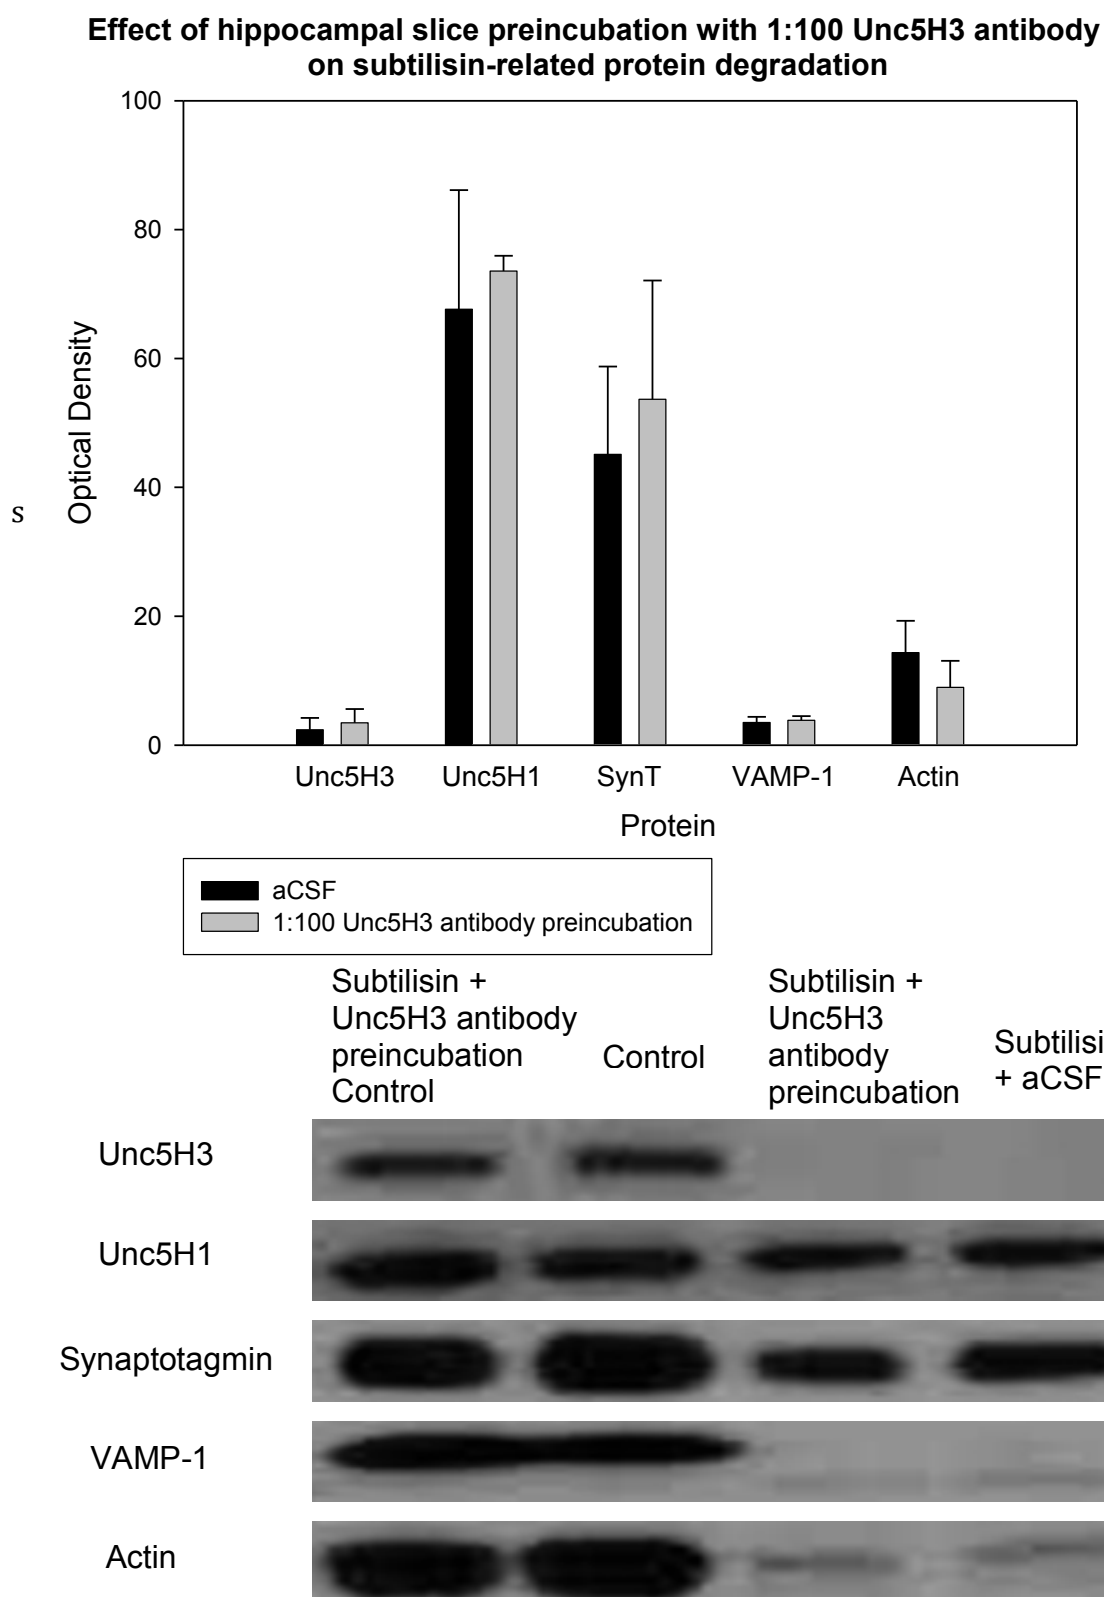 Effect of hippocampal slice preincubation with 1:100 Unc5H3 antibody
on subtilisin-related protein degradation
100
80
60
40
20
0
Optical Density
s
Unc5H3 Unc5H1 SynT VAMP-1 Actin
Protein
aCSF
1:100 Unc5H3 antibody preincubation
Subtilisin +
Unc5H3 antibody
preincubation
Control
Control
Subtilisin +
Unc5H3
antibody
preincubation
Subtilisi
+ aCSF
Unc5H3
Unc5H1
Synaptotagmin
VAMP-1
Actin